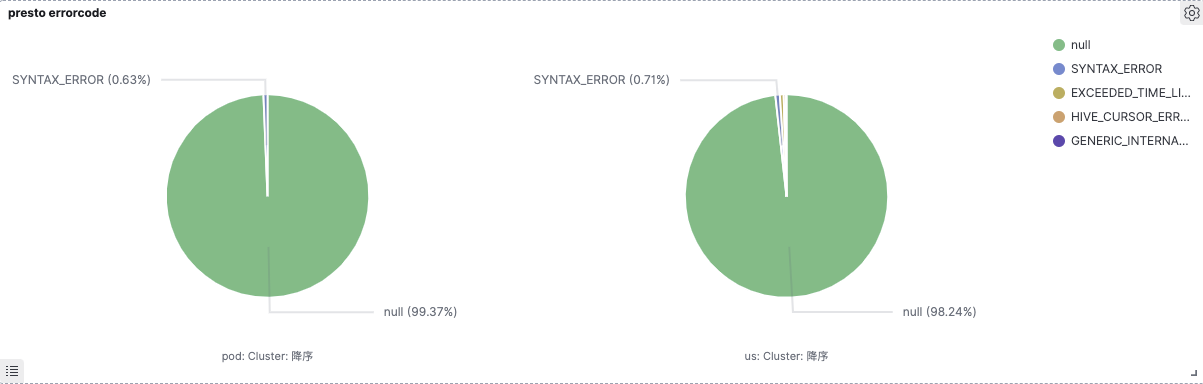 presto errorcode
SYNTAX_ERROR (0.63%)
null (99.37%)
pod: Cluster: 降序
SYNTAX_ERROR (0.71%)
null (98.24%)
us: Cluster: 降序
null
SYNTAX_ERROR
EXCEEDED_TIME_LI...
HIVE_CURSOR_ERR...
GENERIC_INTERNA...